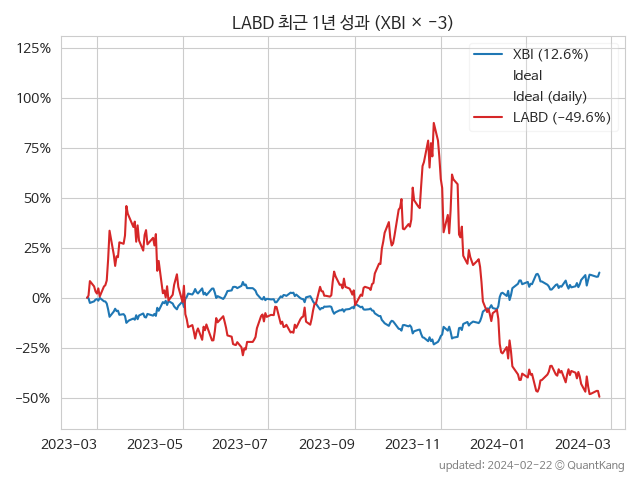 LABD 최근 1년 성과 (XBI × −3)
XBI (12.6%)
Ideal
Ideal (daily)
LABD (−49.6%)
125%
100%
75%
50%
25%
0%
−25%
−50%
2023-03 2023-05 2023-07 2023-09 2023-11 2024-01 2024-03
updated: 2024-02-22 © QuantKang